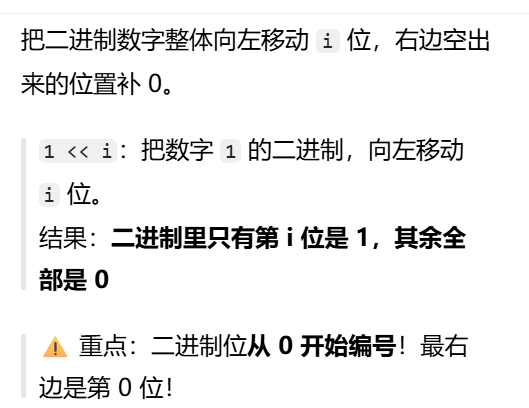 把二进制数字整体向左移动 i 位，右边空出
来的位置补 0。
1 << i：把数字 1 的二进制，向左移动
i 位。
结果：二进制里只有第 i 位是 1，其余全
部是 0
⚠️ 重点：二进制位从 0 开始编号！最右
边是第 0 位！